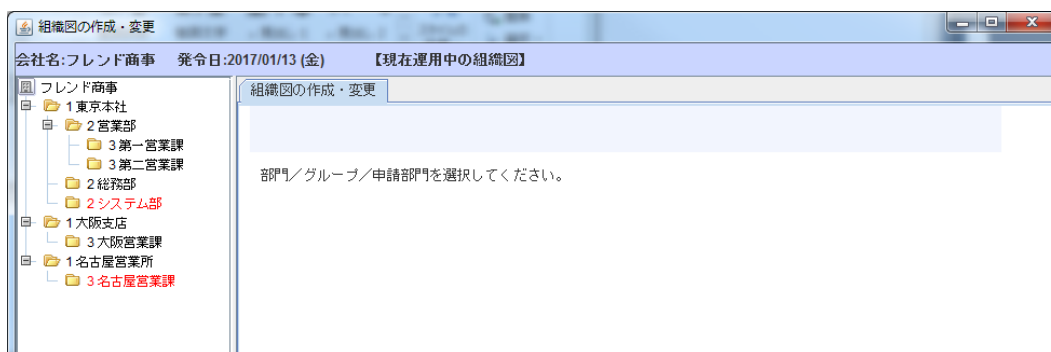 組織図の作成・変更
会社名:フレンド商事 発令日:2017/01/13 (金) 【現在運用中の組織図】
フレンド商事
1 東京本社
2 営業部
3 第一営業課
3 第二営業課
2 総務部
2 システム部
1 大阪支店
3 大阪営業課
1 名古屋営業所
3 名古屋営業課
組織図の作成・変更
部門/グループ/申請部門を選択してください。